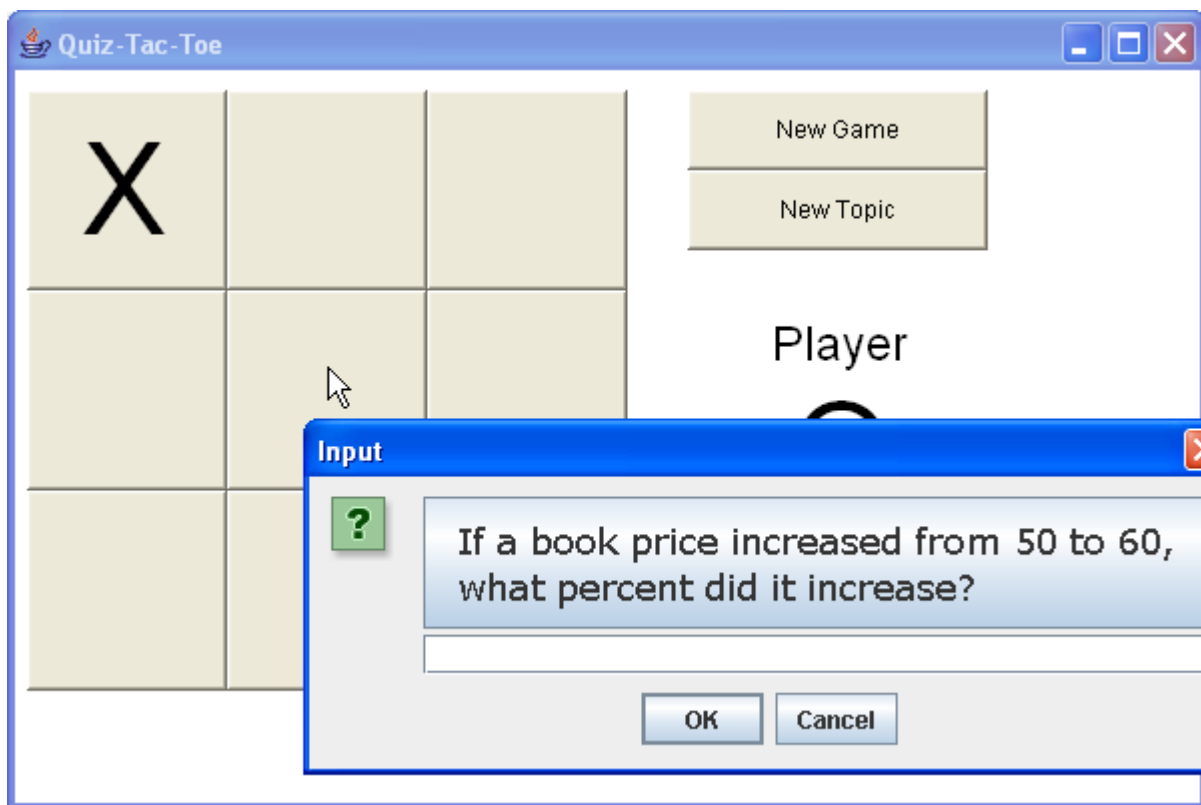 Quiz-Tac-Toe
X
New Game
New Topic
Player
Input
?
If a book price increased from 50 to 60,
what percent did it increase?
OK
Cancel